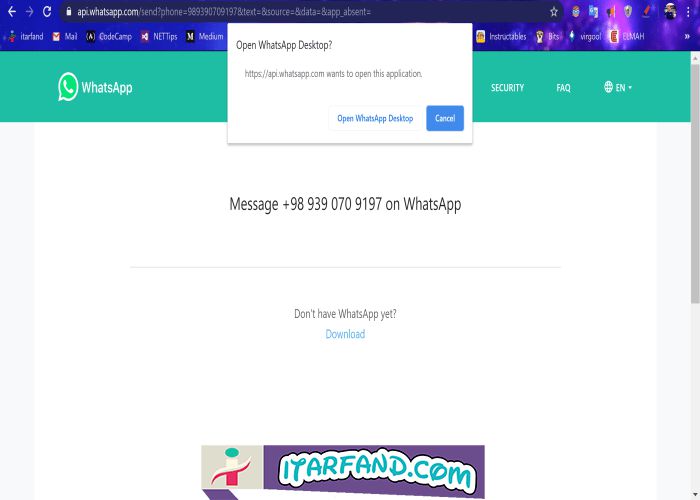 api.whatsapp.com/send?phone=989390709197&text=&source=&data=&app_absent=
itarfand Mail CodeCamp NETTips Medium Instructables Bits virgool ELMAH »
Open WhatsApp Desktop?
https://api.whatsapp.com wants to open this application.
Open WhatsApp Desktop Cancel
WhatsApp SECURITY FAQ EN
Message +98 939 070 9197 on WhatsApp
Don't have WhatsApp yet?
Download
ITARFAND.COM